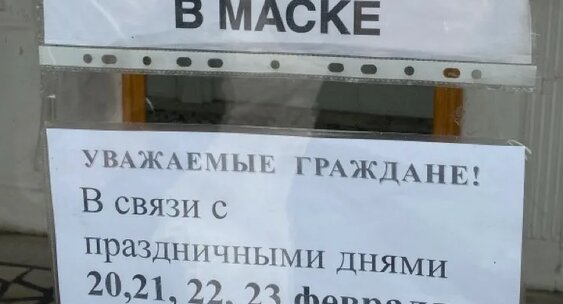 В МАСКЕ
УВАЖАЕМЫЕ ГРАЖДАНЕ!
В связи с
праздничными днями
20,21, 22, 23